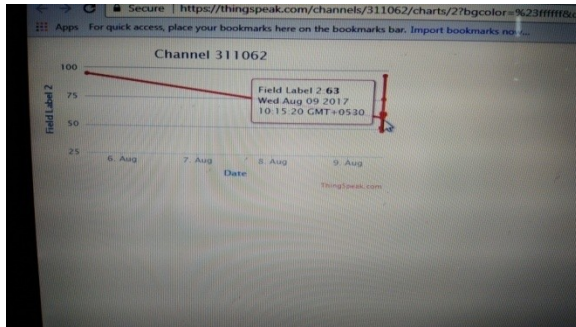 Secure | https://thingspeak.com/channels/311062/charts/2?bgcolor=%23ffffff&c
Apps For quick access, place your bookmarks here on the bookmarks bar. Import bookmarks
Channel 311062
Field Label 2
100
75
50
25
Field Label 2:63
Wed Aug 09 2017
10:15:20 GMT+0530
6. Aug 7. Aug 8. Aug 9. Aug
Date
ThingSpeak.com